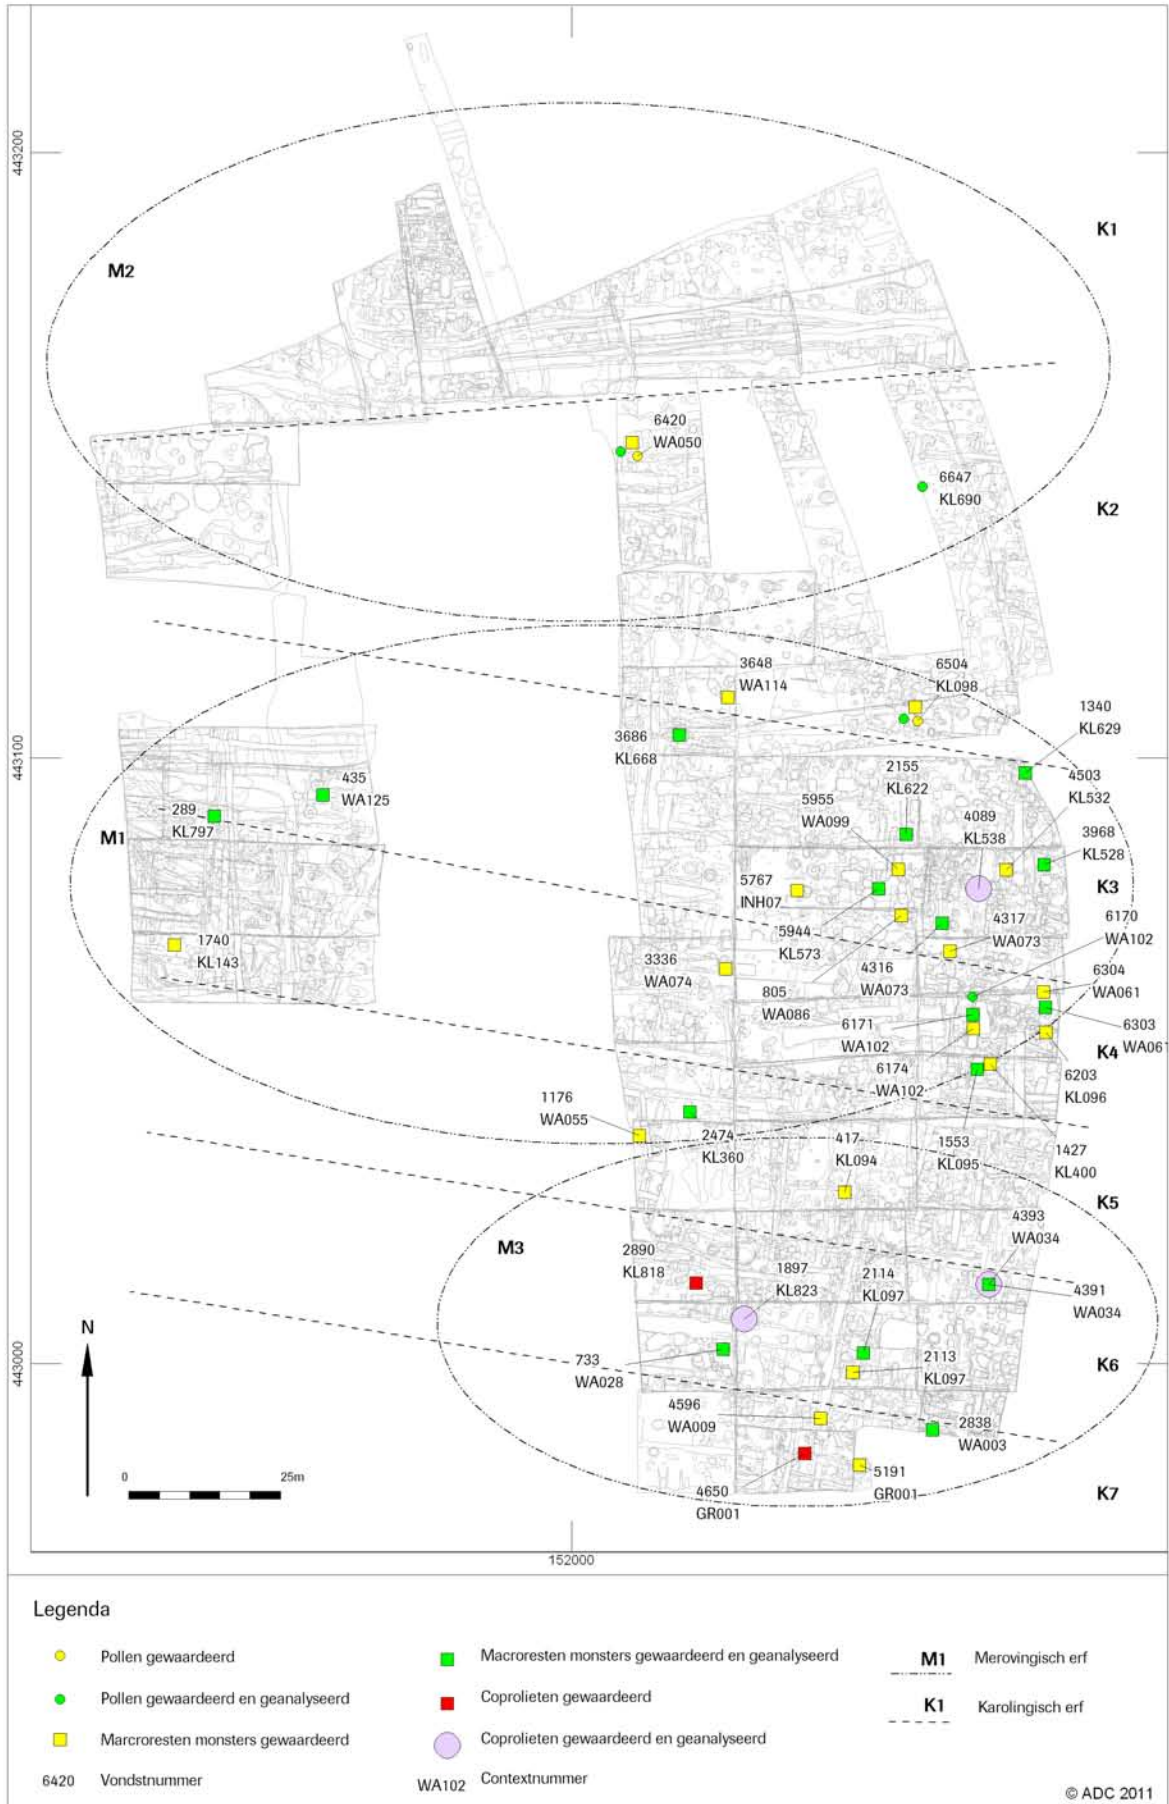 443200
443100
443000
152000
M2
K1
6420
WA050
6647
KL690
K2
3648
WA114
6504
KL098
1340
KL629
3686
KL668
2155
KL622
4503
KL532
435
WA125
289
KL797
5955
WA099
4089
KL538
3968
KL528
M1
K3
5767
INH07
5944
KL573
4317
WA073
6170
WA102
1740
KL143
3336
WA074
4316
WA073
805
WA086
6304
WA061
6171
WA102
6303
WA061
K4
6174
WA102
6203
KL096
1176
WA055
2474
KL360
417
KL094
1553
KL095
1427
KL400
K5
M3
4393
WA034
2890
KL818
1897
KL823
2114
KL097
4391
WA034
N
733
WA028
2113
KL097
K6
4596
WA009
2838
WA003
0 25m
4650
GR001
5191
GR001
K7
Legenda
Pollen gewaardeerd
Pollen gewaardeerd en geanalyseerd
Marcroresten monsters gewaardeerd
6420 Vondstnummer
Macroresten monsters gewaardeerd en geanalyseerd
Coprolieten gewaardeerd
Coprolieten gewaardeerd en geanalyseerd
WA102 Contextnummer
M1 Merovingisch erf
K1 Karolingisch erf
© ADC 2011